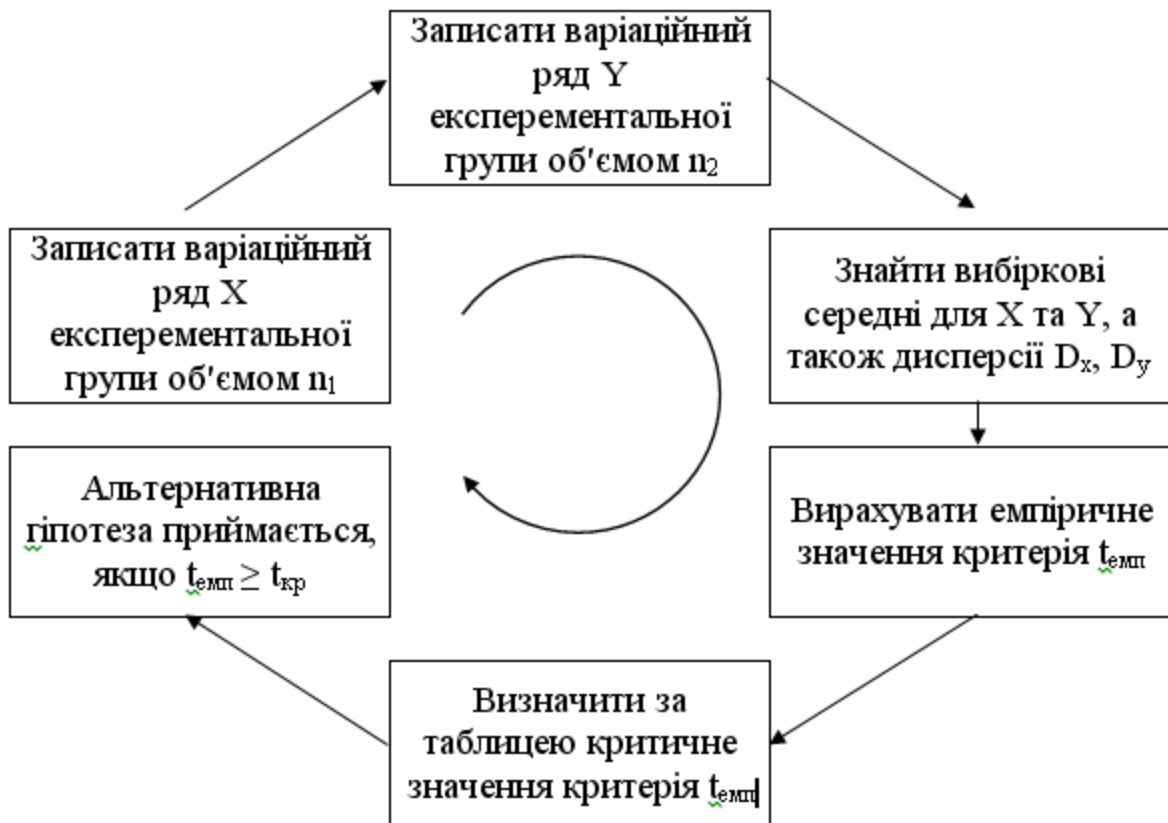 Записати варіаційний
ряд Y
експерементальної
групи об'ємом n₂
Записати варіаційний
ряд X
експерементальної
групи об'ємом n₁
Знайти вибіркові
середні для X та Y, а
також дисперсії Dₓ, Dᵧ
Альтернативна
гіпотеза приймається,
якщо tемп ≥ tкр
Вирахувати емпіричне
значення критерія tемп
Визначити за
таблицею критичне
значення критерія tемп